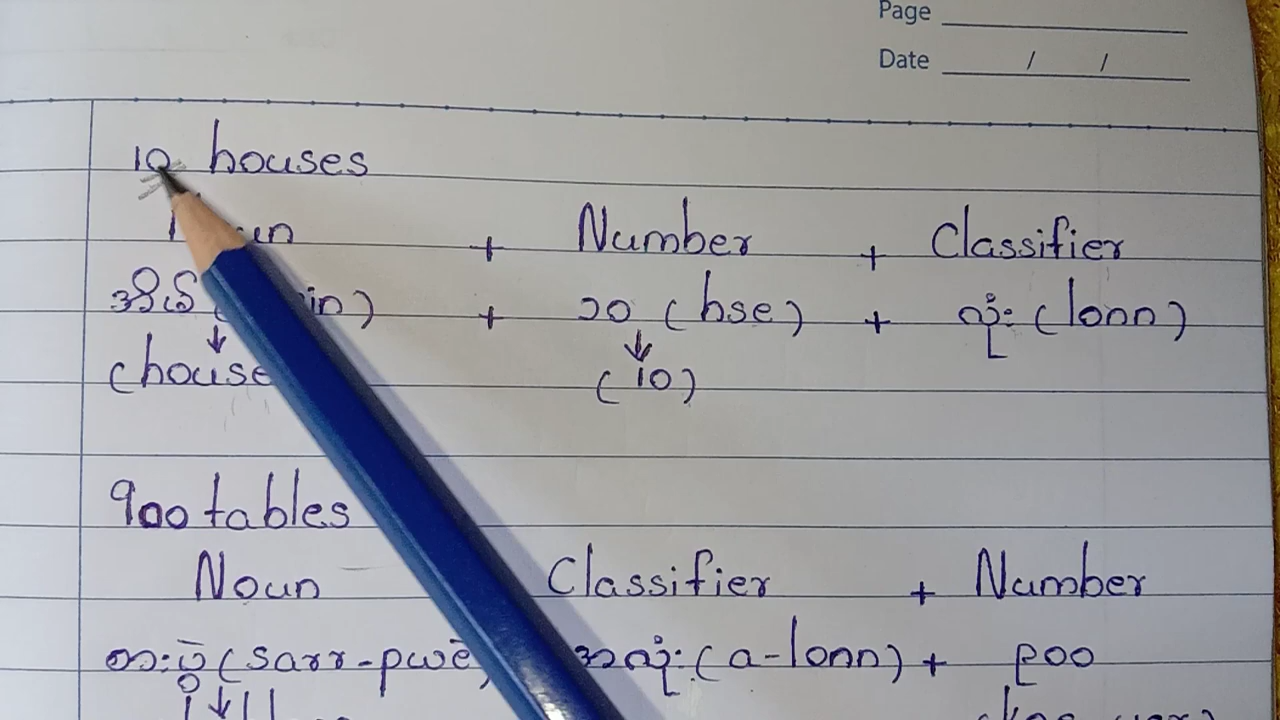 Page
Date / /
10 houses
+ Number + Classifier
အိမ် + ၁၀ (hse) + လုံး (lonn)
(house (10)
900 tables
Noun Classifier + Number
စားပွဲ (sarr-pwe အလုံး (a-lonn) + ၉၀၀